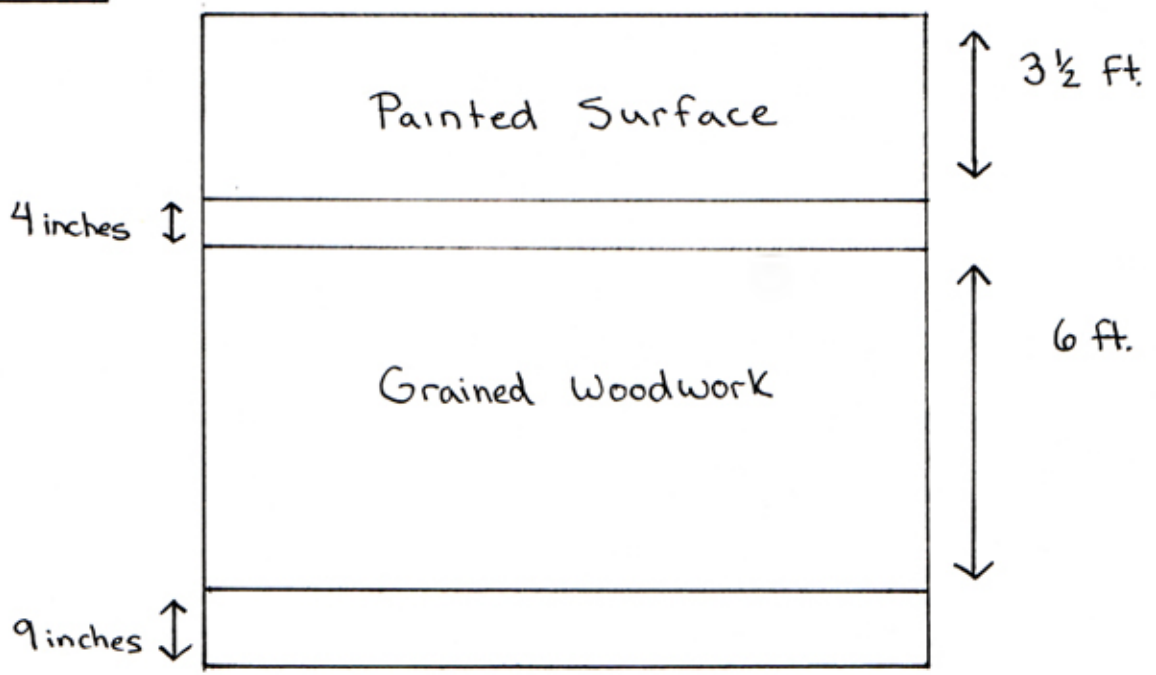 Painted Surface
3½ ft.
4 inches
Grained Woodwork
6 ft.
9 inches